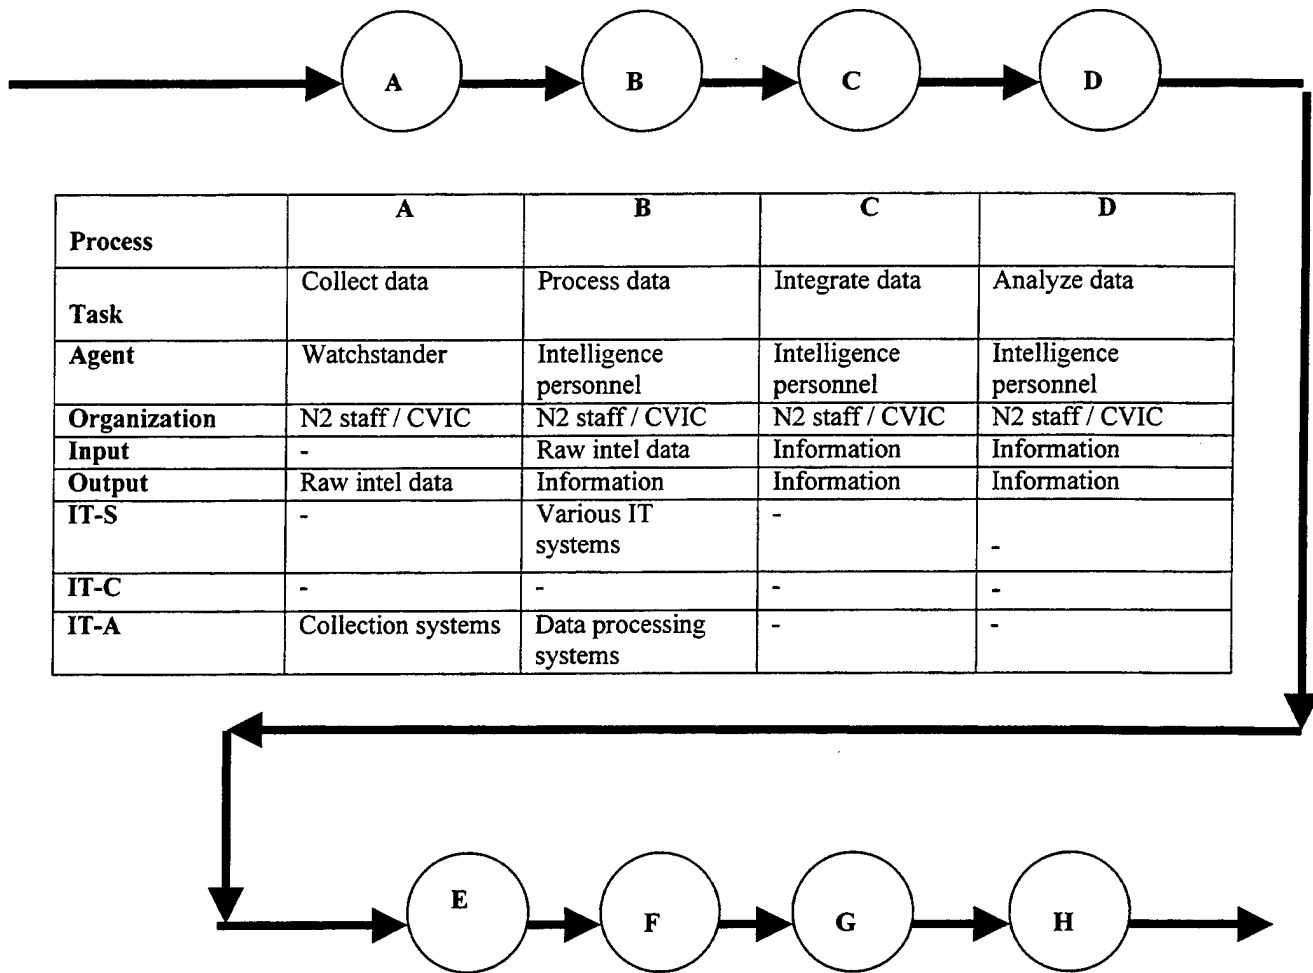 A B C D
A B C D
Process
Collect data Process data Integrate data Analyze data
Task
Agent Watchstander Intelligence Intelligence Intelligence
personnel personnel personnel
Organization N2 staff / CVIC N2 staff / CVIC N2 staff / CVIC N2 staff / CVIC
Input - Raw intel data Information Information
Output Raw intel data Information Information Information
IT-S - Various IT -
systems -
IT-C - - - -
IT-A Collection systems Data processing - -
systems
E F G H